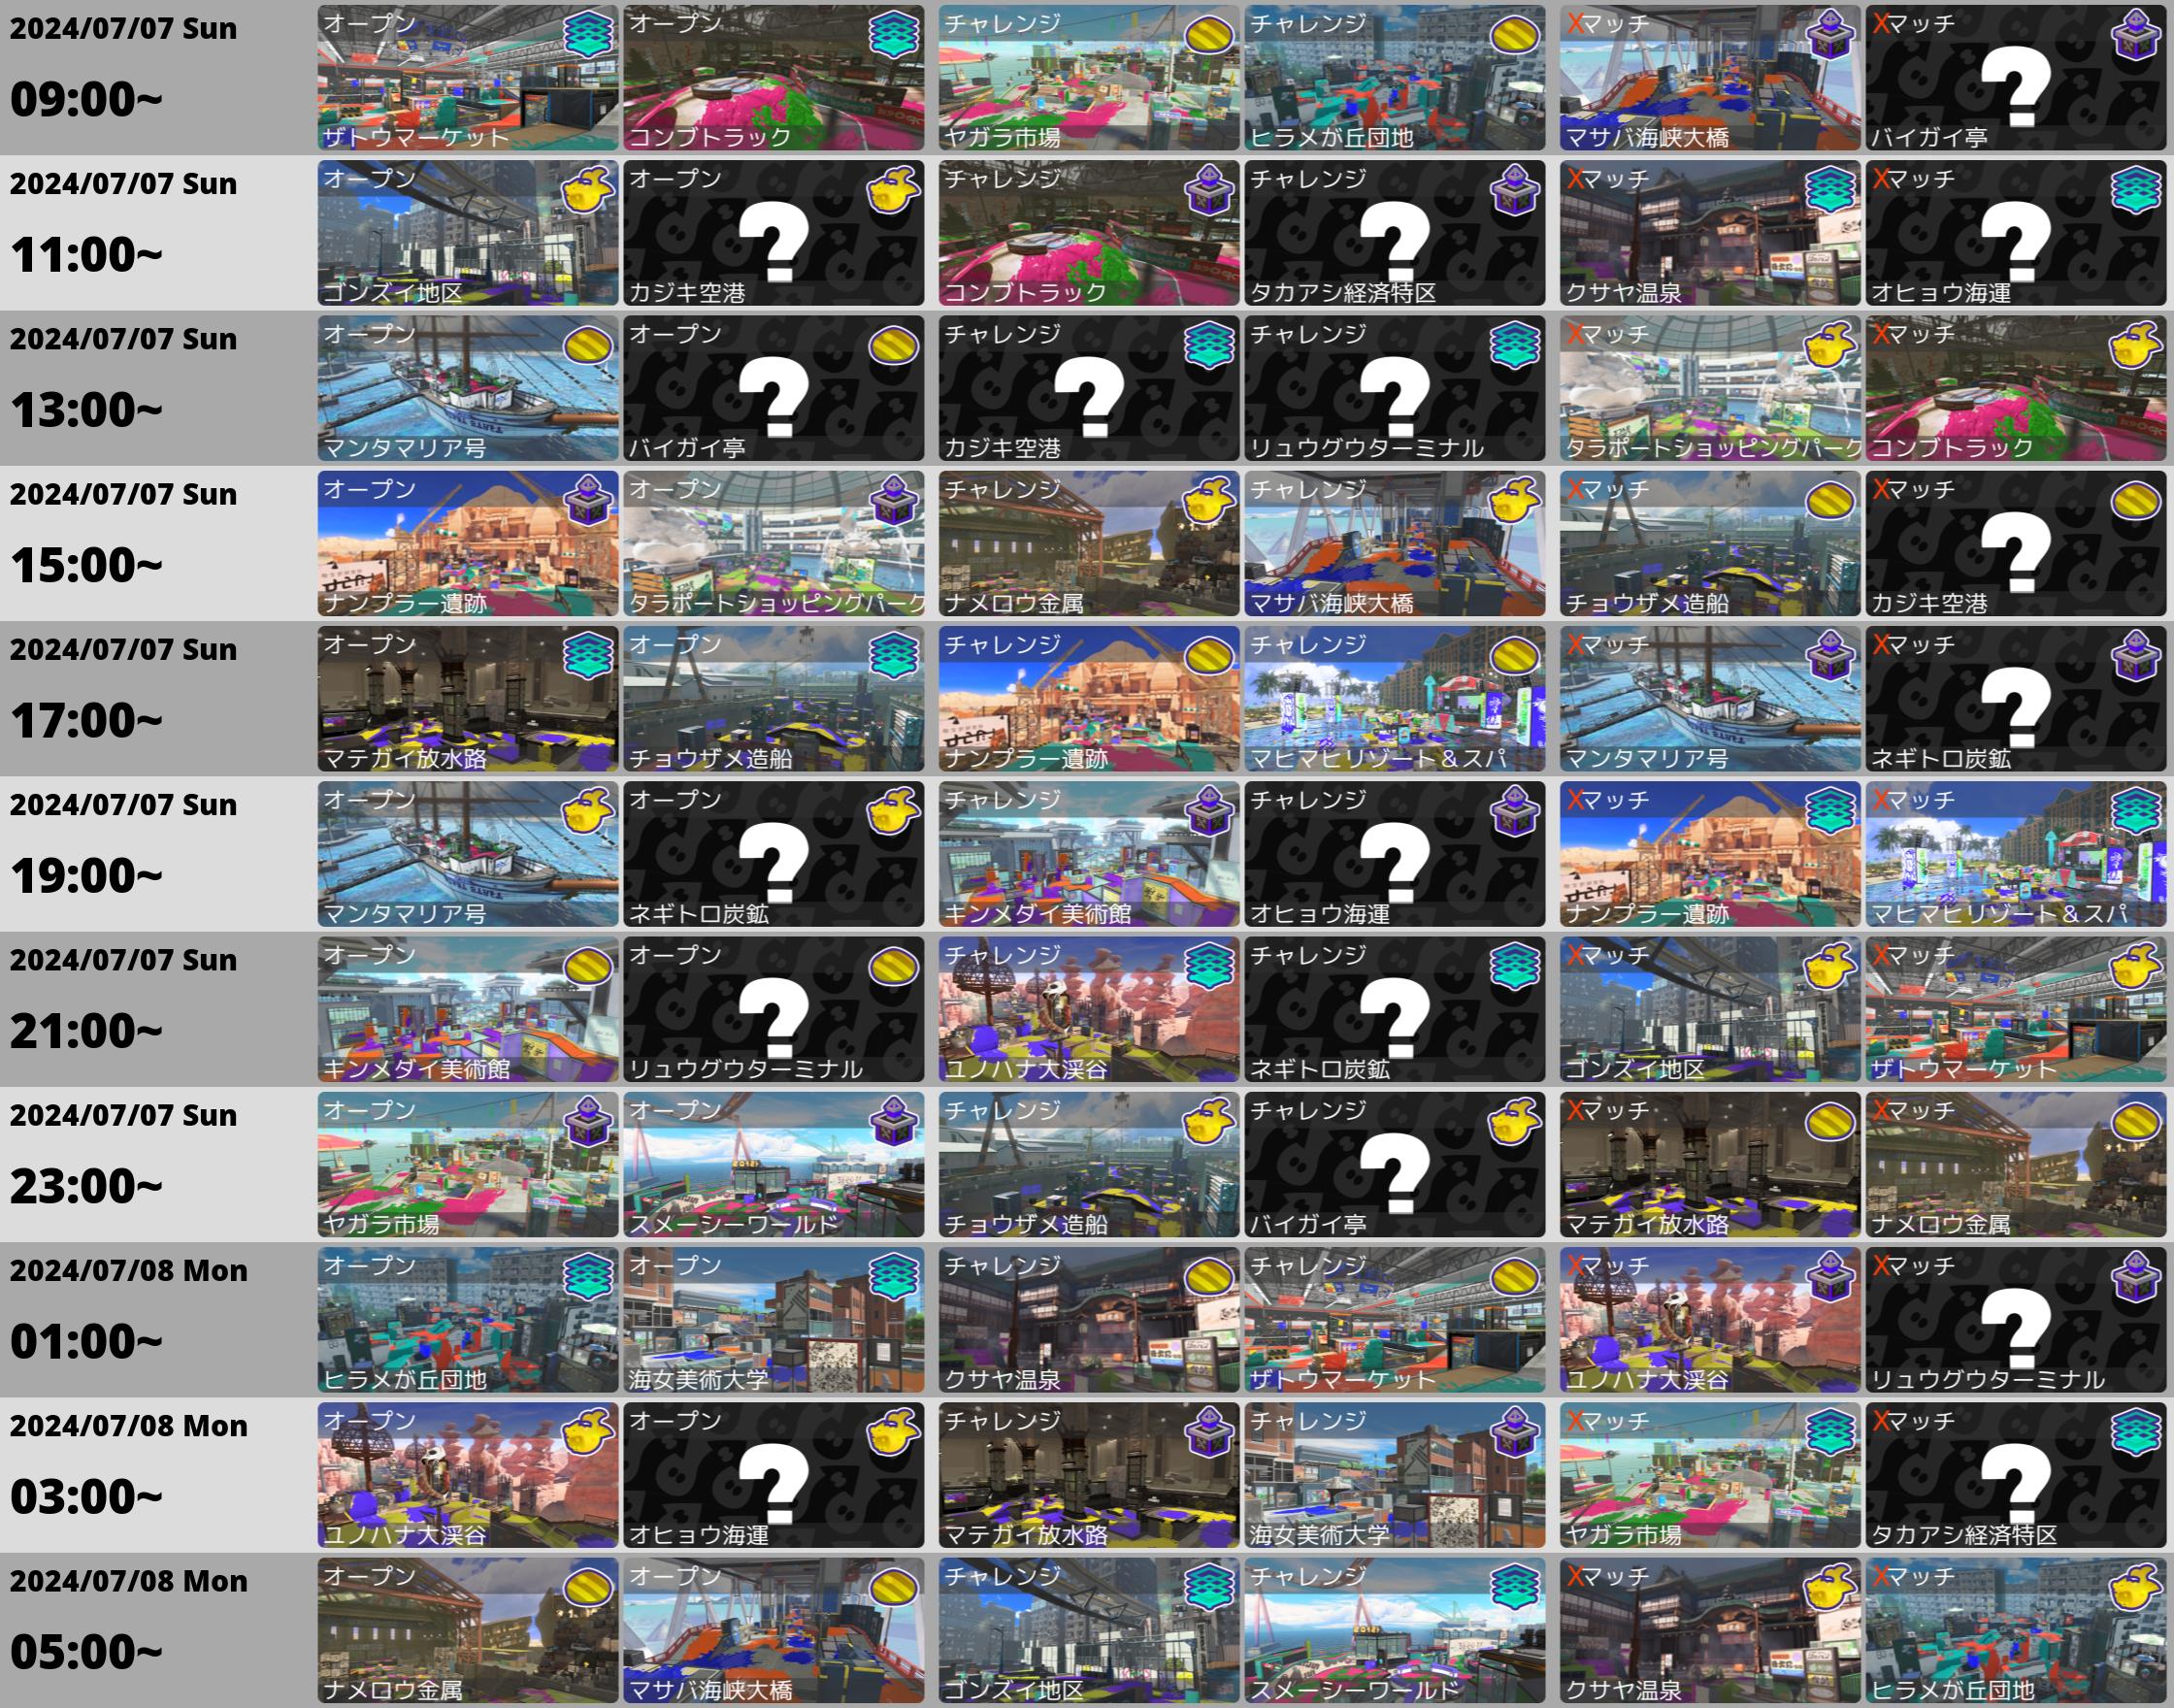 2024/07/07 Sun
09:00~
オープン
ザトウマーケット
オープン
コンブトラック
チャレンジ
ヤガラ市場
チャレンジ
ヒラメが丘団地
Xマッチ
マサバ海峡大橋
Xマッチ
バイガイ亭
2024/07/07 Sun
11:00~
オープン
ゴンズイ地区
オープン
?
カジキ空港
チャレンジ
コンブトラック
チャレンジ
?
タカアシ経済特区
Xマッチ
クサヤ温泉
Xマッチ
?
オヒョウ海運
2024/07/07 Sun
13:00~
オープン
マンタマリア号
オープン
?
バイガイ亭
チャレンジ
?
カジキ空港
チャレンジ
?
リュウグウターミナル
Xマッチ
タラポートショッピングパーク
Xマッチ
コンブトラック
2024/07/07 Sun
15:00~
オープン
ナンプラー遺跡
オープン
タラポートショッピングパーク
チャレンジ
ナメロウ金属
チャレンジ
マサバ海峡大橋
Xマッチ
チョウザメ造船
Xマッチ
?
カジキ空港
2024/07/07 Sun
17:00~
オープン
マテガイ放水路
オープン
チョウザメ造船
チャレンジ
ナンプラー遺跡
チャレンジ
マヒマヒリゾート＆スパ
Xマッチ
マンタマリア号
Xマッチ
?
ネギトロ炭鉱
2024/07/07 Sun
19:00~
オープン
マンタマリア号
オープン
?
ネギトロ炭鉱
チャレンジ
キンメダイ美術館
チャレンジ
?
オヒョウ海運
Xマッチ
ナンプラー遺跡
Xマッチ
マヒマヒリゾート＆スパ
2024/07/07 Sun
21:00~
オープン
キンメダイ美術館
オープン
?
リュウグウターミナル
チャレンジ
ユノハナ大渓谷
チャレンジ
?
ネギトロ炭鉱
Xマッチ
ゴンズイ地区
Xマッチ
ザトウマーケット
2024/07/07 Sun
23:00~
オープン
ヤガラ市場
オープン
スメーシーワールド
チャレンジ
チョウザメ造船
チャレンジ
?
バイガイ亭
Xマッチ
マテガイ放水路
Xマッチ
ナメロウ金属
2024/07/08 Mon
01:00~
オープン
ヒラメが丘団地
オープン
海女美術大学
チャレンジ
クサヤ温泉
チャレンジ
ザトウマーケット
Xマッチ
ユノハナ大渓谷
Xマッチ
?
リュウグウターミナル
2024/07/08 Mon
03:00~
オープン
ユノハナ大渓谷
オープン
?
オヒョウ海運
チャレンジ
マテガイ放水路
チャレンジ
海女美術大学
Xマッチ
ヤガラ市場
Xマッチ
?
タカアシ経済特区
2024/07/08 Mon
05:00~
オープン
ナメロウ金属
オープン
マサバ海峡大橋
チャレンジ
ゴンズイ地区
チャレンジ
スメーシーワールド
Xマッチ
クサヤ温泉
Xマッチ
ヒラメが丘団地